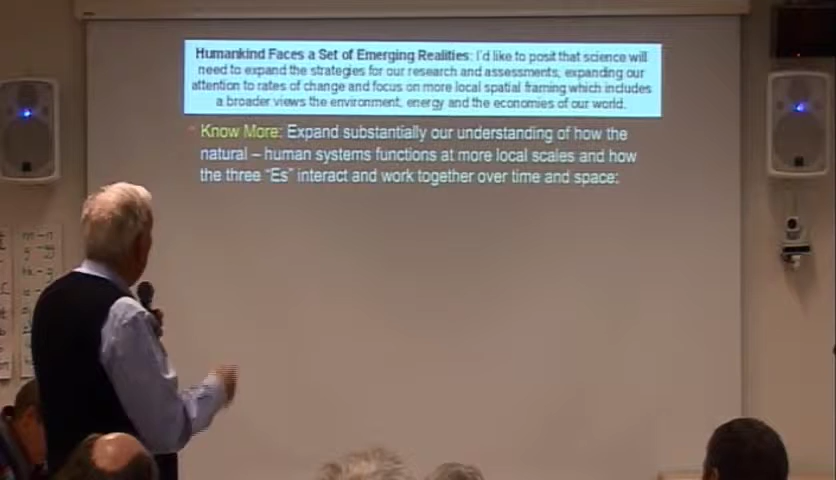 Humankind Faces a Set of Emerging Realities: I'd like to posit that science will
need to expand the strategies for our research and assessments, expanding our
attention to rates of change and focus on more local spatial framing which includes
a broader views the environment, energy and the economies of our world.
Know More: Expand substantially our understanding of how the
natural – human systems functions at more local scales and how
the three “Es” interact and work together over time and space: